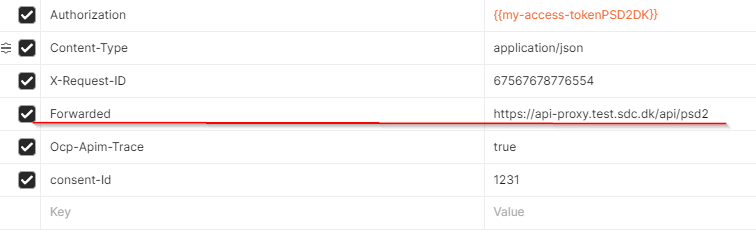 Authorization {{my-access-tokenPSD2DK}}
Content-Type application/json
X-Request-ID 67567678776554
Forwarded https://api-proxy.test.sdc.dk/api/psd2
Ocp-Apim-Trace true
consent-Id 1231
Key Value